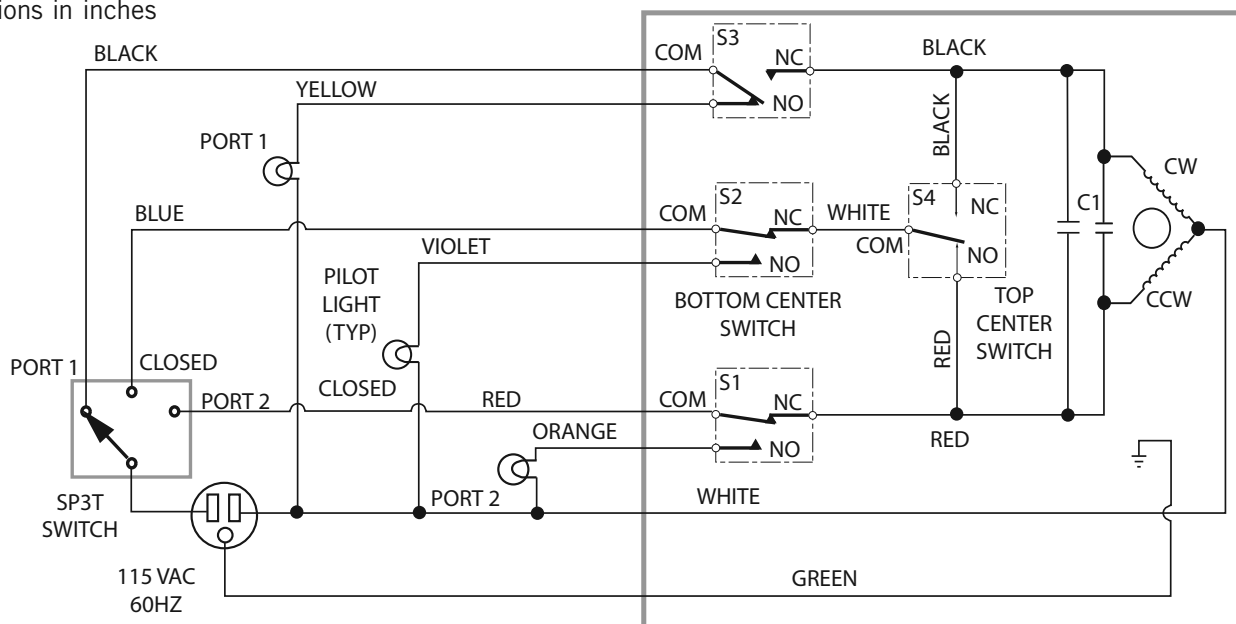 ions in inches
BLACK
COM
S3
NC
BLACK
YELLOW
NO
BLACK
PORT 1
CW
BLUE
COM
S2
NC
WHITE
S4
NC
C1
VIOLET
NO
COM
NO
PILOT
LIGHT
(TYP)
BOTTOM CENTER
SWITCH
TOP
CENTER
SWITCH
CCW
RED
PORT 1
CLOSED
CLOSED
S1
PORT 2
RED
COM
NC
ORANGE
NO
RED
SP3T
SWITCH
PORT 2
WHITE
115 VAC
60HZ
GREEN